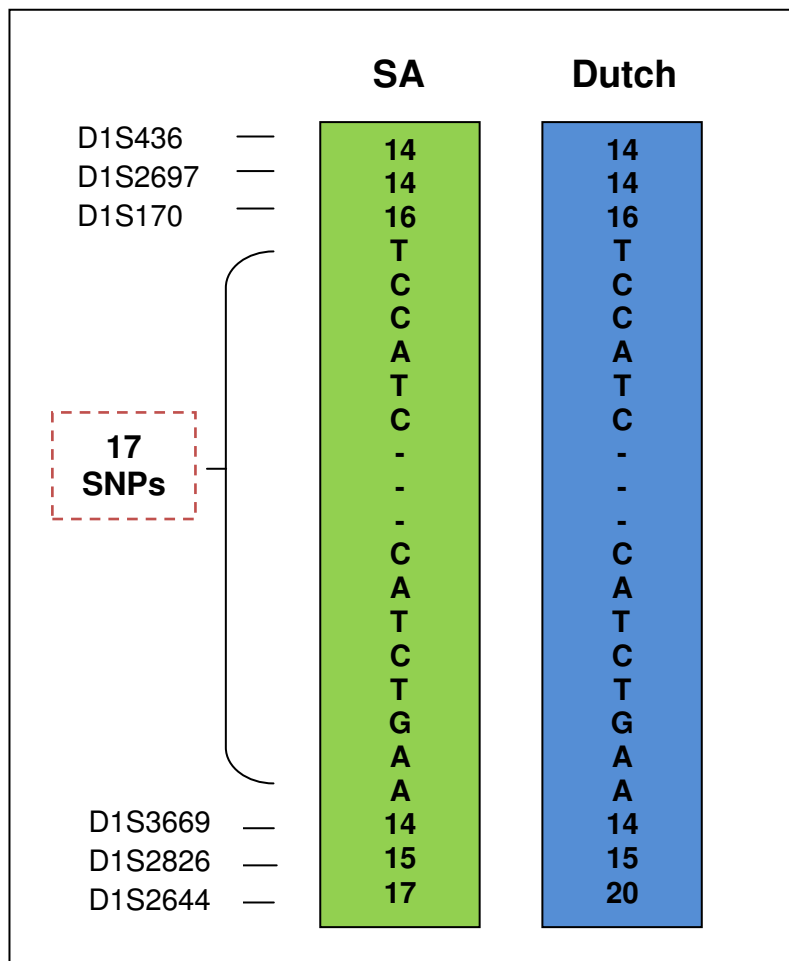 SA Dutch
D1S436 14 14
D1S2697 14 14
D1S170 16 16
T T
C C
C C
A A
T T
C C
17 - -
SNPs - -
- -
C C
A A
T T
C C
T T
G G
A A
A A
D1S3669 14 14
D1S2826 15 15
D1S2644 17 20